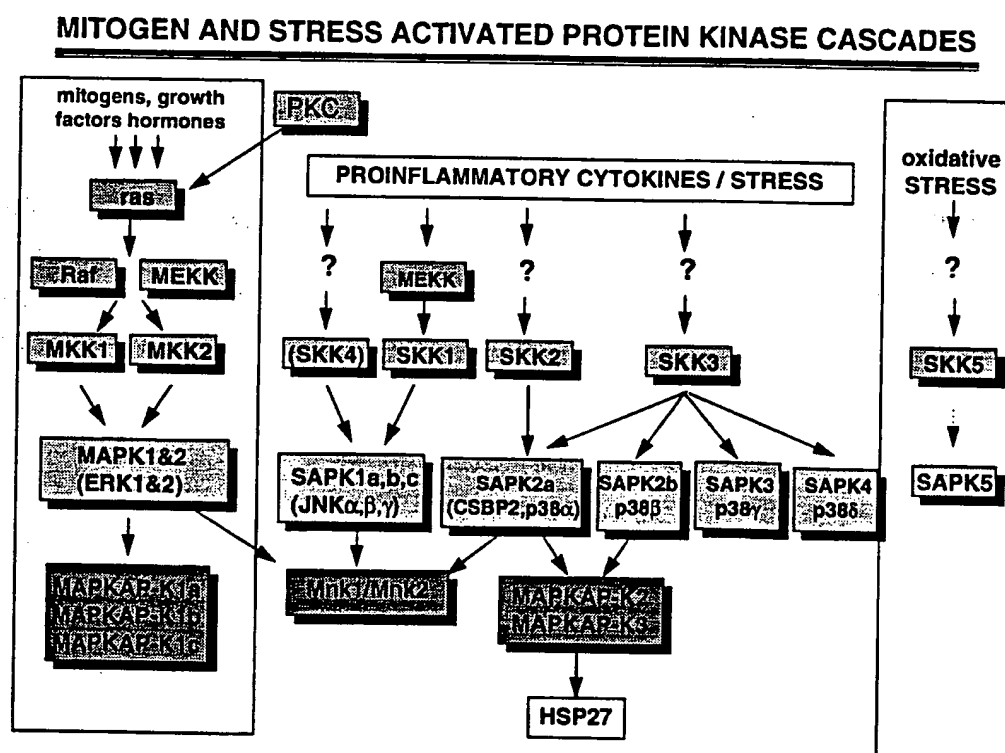 MITOGEN AND STRESS ACTIVATED PROTEIN KINASE CASCADES
mitogens, growth
factors hormones
PKC
ras
Raf
MEKK
MKK1
MKK2
MAPK1&2
(ERK1&2)
MAPKAP-K1a
MAPKAP-K1b
MAPKAP-K1c
PROINFLAMMATORY CYTOKINES / STRESS
?
MEKK
?
?
(SKK4)
SKK1
SKK2
SKK3
SAPK1a,b,c
(JNKα,β,γ)
SAPK2a
(CSBP2,p38α)
SAPK2b
p38β
SAPK3
p38γ
SAPK4
p38δ
Mnk1/Mnk2
MAPKAP-K2
MAPKAP-K3
HSP27
oxidative
STRESS
?
SKK5
SAPK5